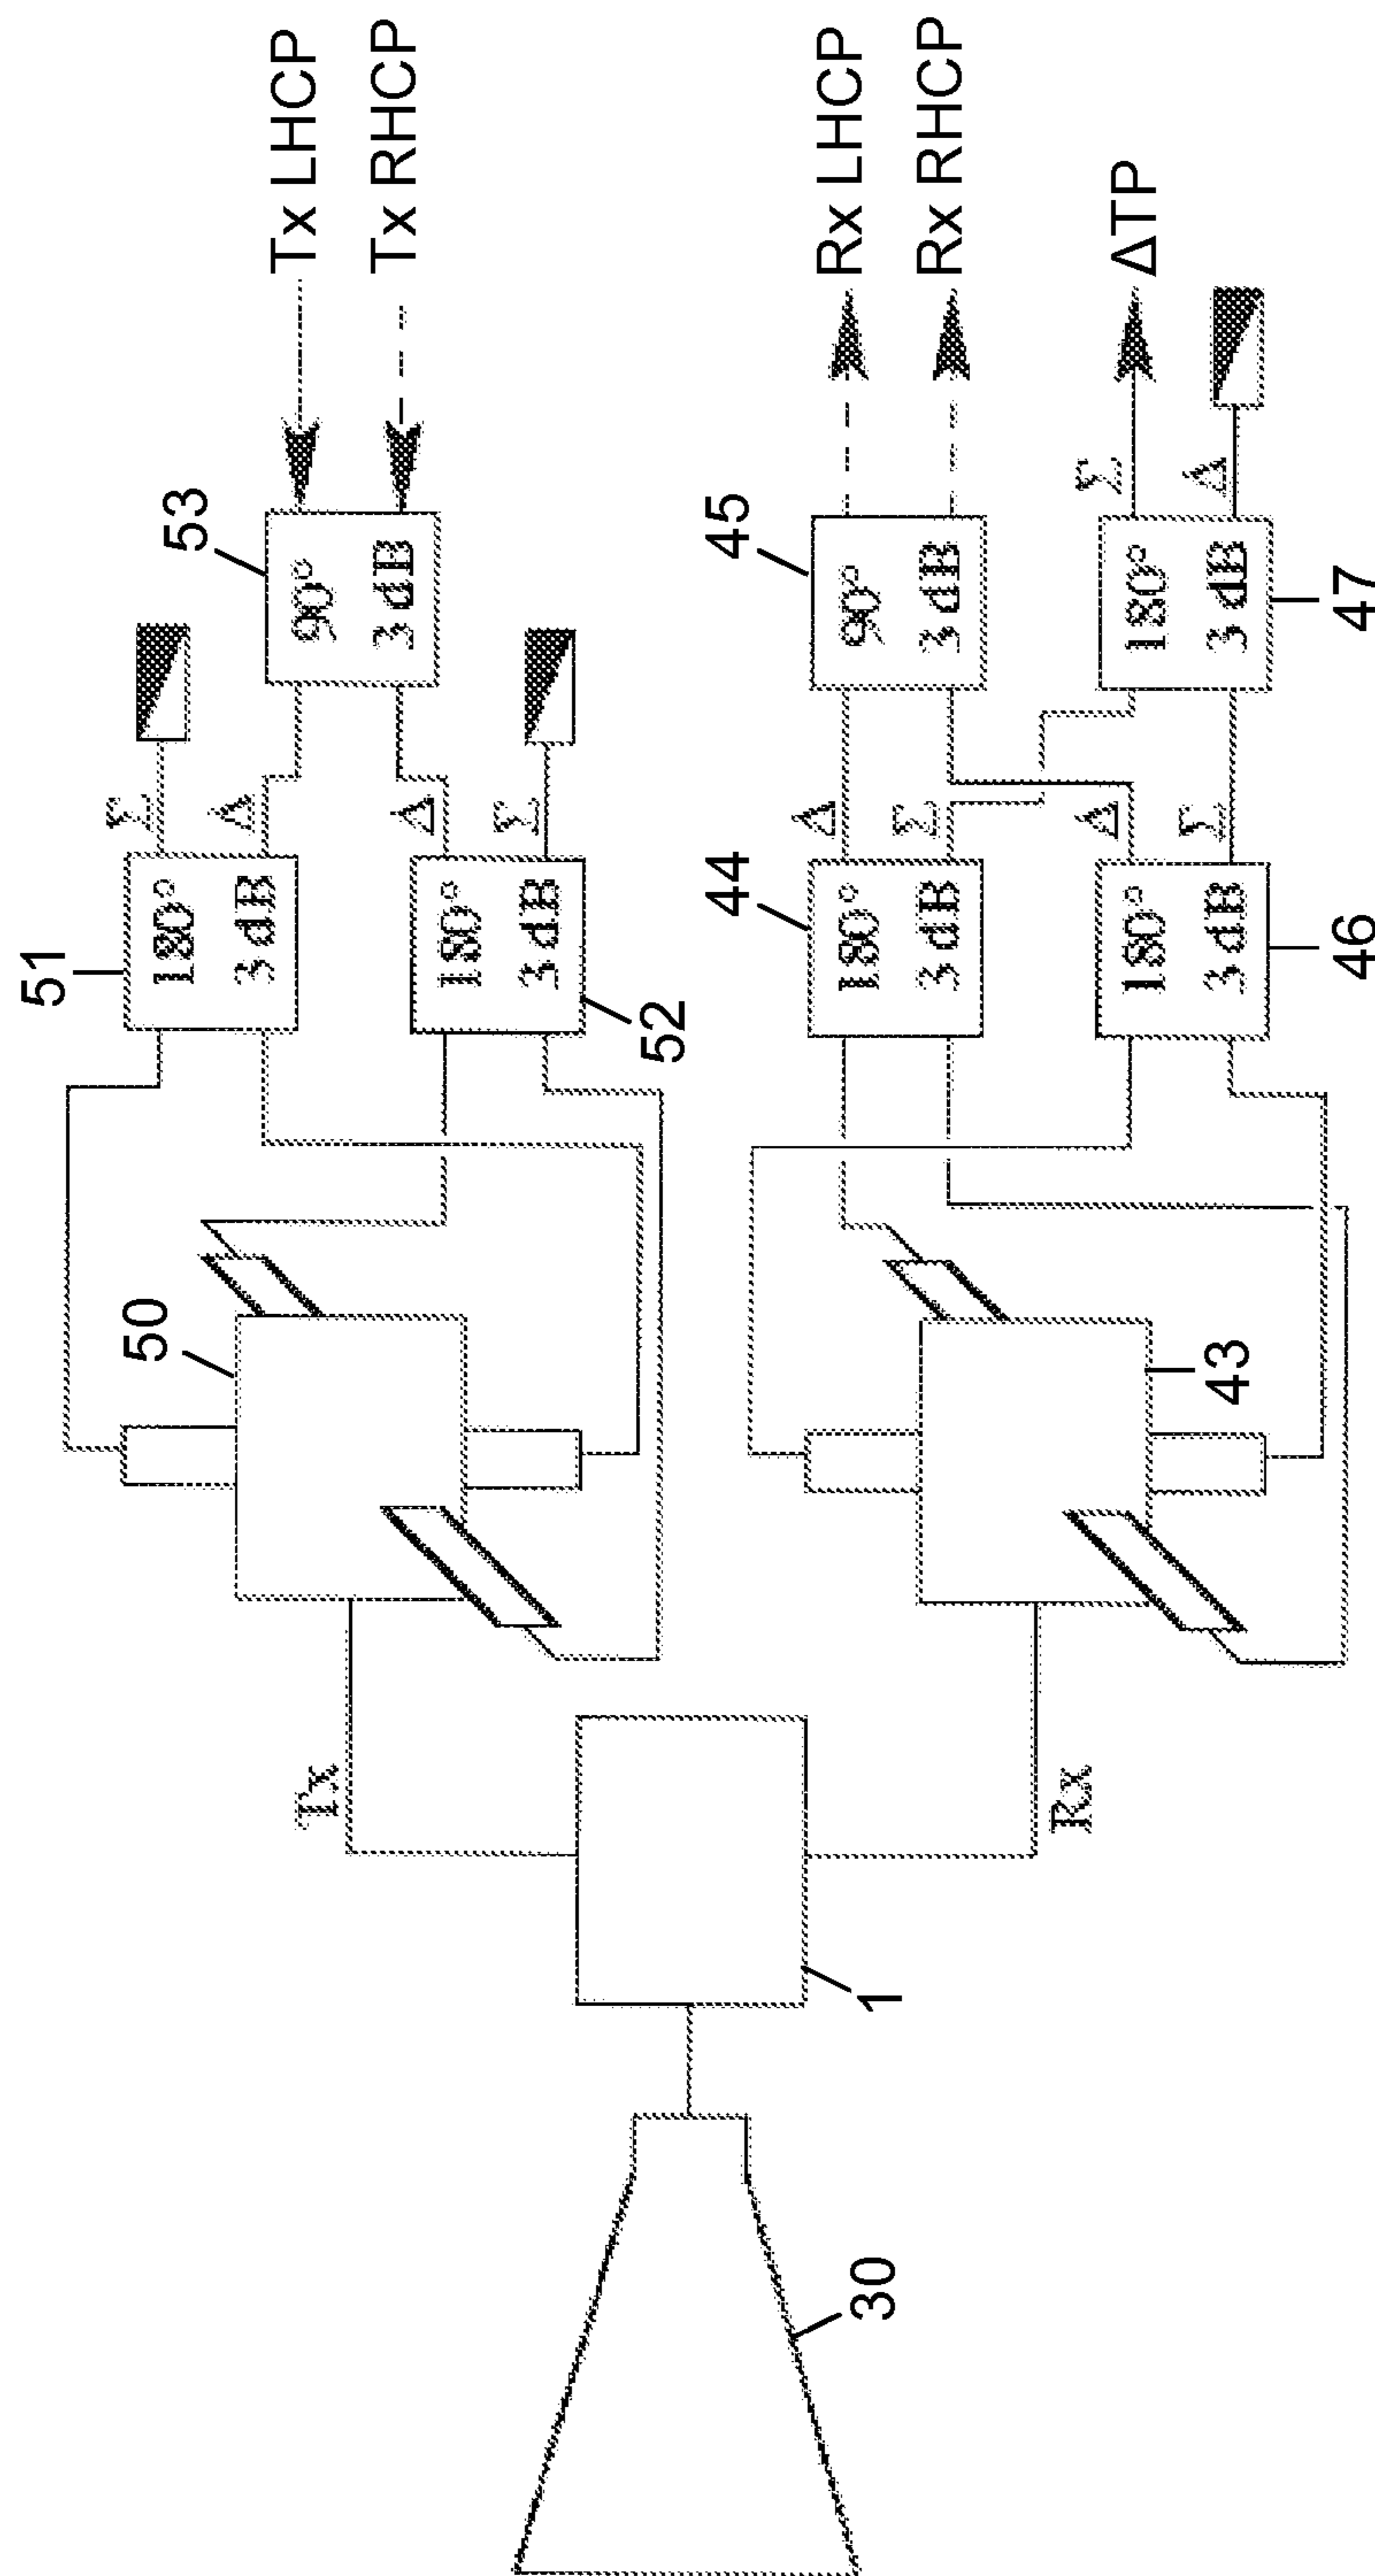 Tx LHCP
Tx RHCP
53
90°
3 dB
Σ
Δ
Δ
Σ
51
180°
3 dB
180°
3 dB
52
50
Tx
Rx LHCP
Rx RHCP
ΔTP
45
90°
3 dB
Σ
Δ
180°
3 dB
47
Δ
Σ
Δ
Σ
44
180°
3 dB
180°
3 dB
46
43
Rx
1
30